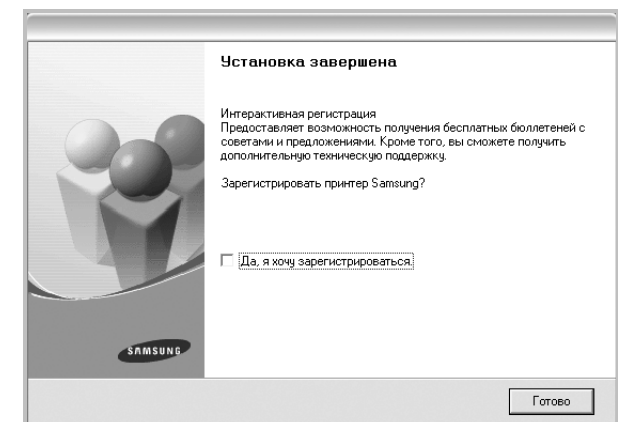 Установка завершена
Интерактивная регистрация
Предоставляет возможность получения бесплатных бюллетеней с
советами и предложениями. Кроме того, вы сможете получить
дополнительную техническую поддержку.
Зарегистрировать принтер Samsung?
Да, я хочу зарегистрироваться.
SAMSUNG
Готово